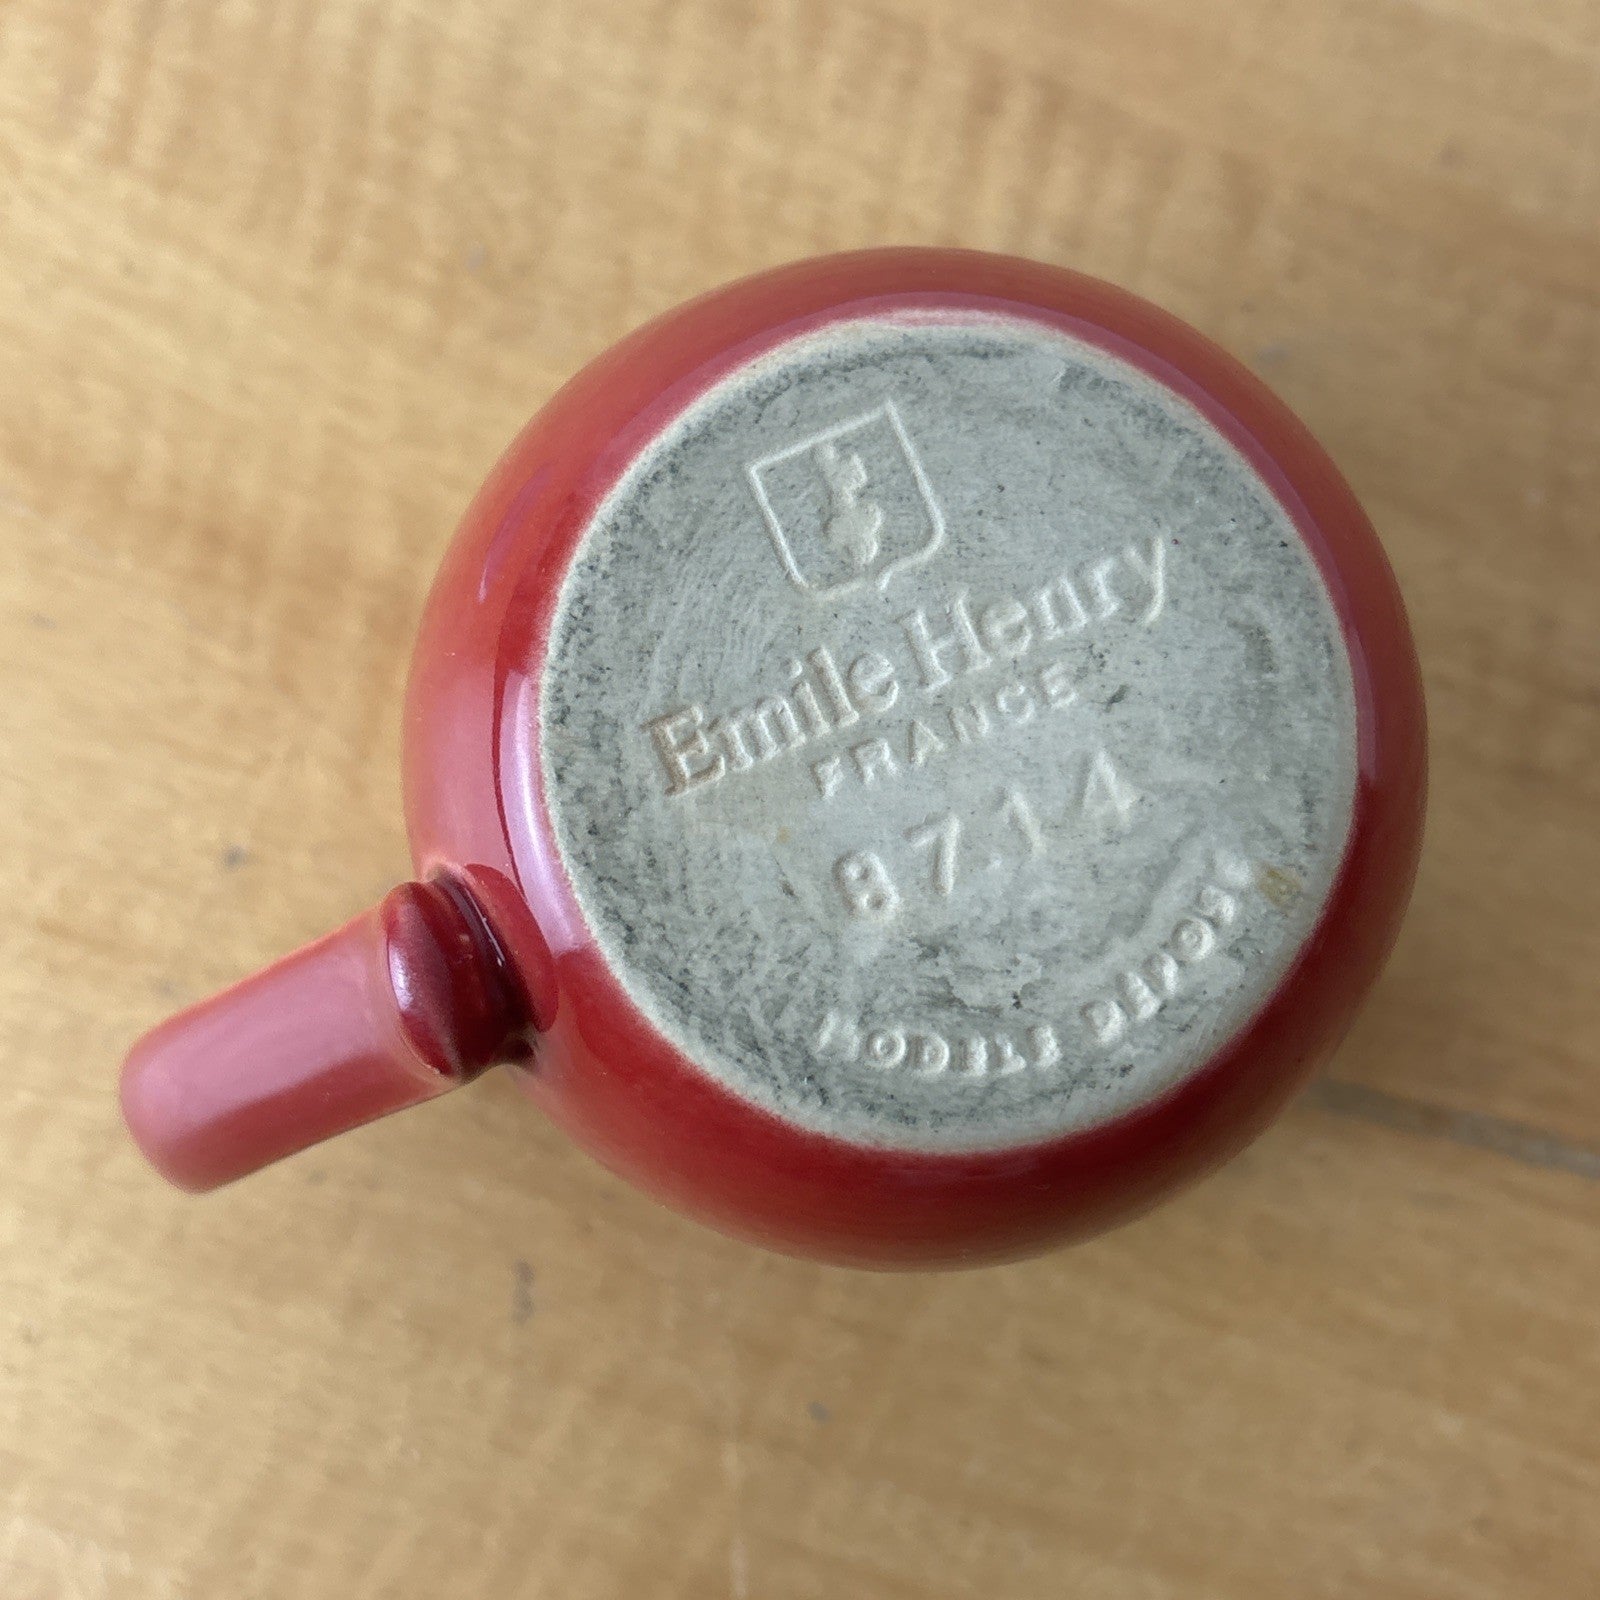 Emile Henry
FRANCE
87.14
MODELE DEPOSE